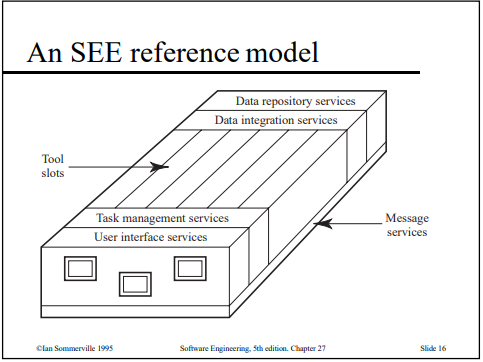 An SEE reference model
Data repository services
Data integration services
Tool
slots
Task management services
User interface services
Message
services
©Ian Sommerville 1995
Software Engineering, 5th edition. Chapter 27
Slide 16